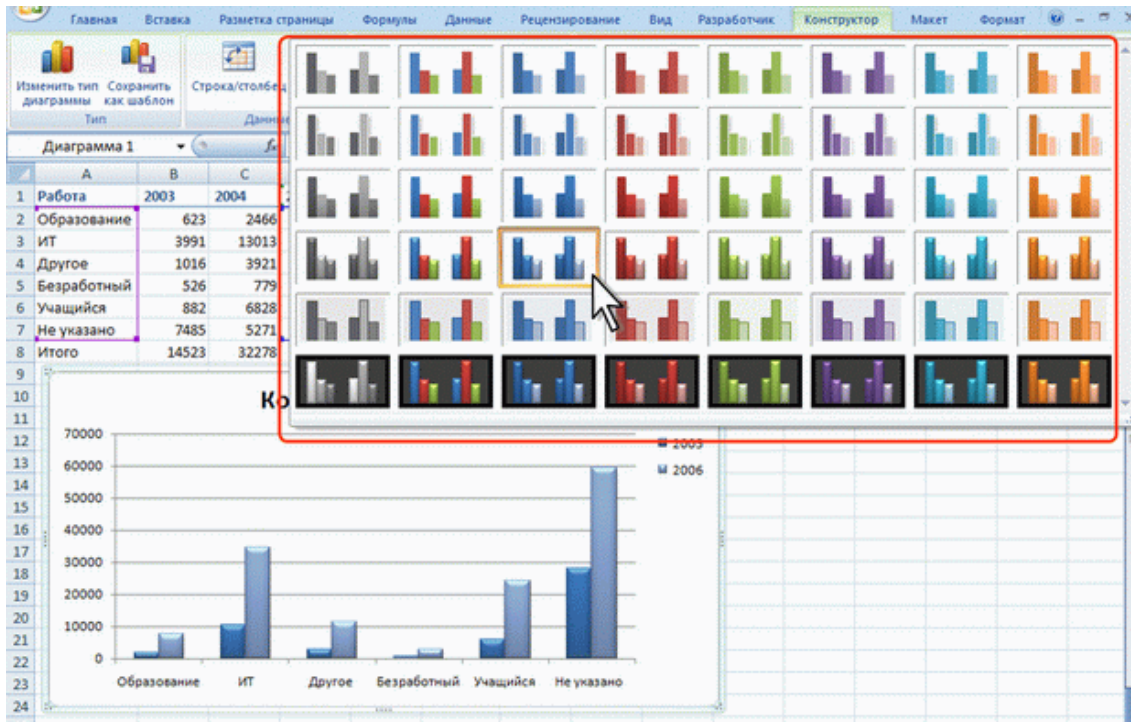 Главная Вставка Разметка страницы Формулы Данные Рецензирование Вид Разработчик Конструктор Макет Формат
Изменить тип диаграммы
Сохранить как шаблон
Строка/столбец
Тип
Данные
Диаграмма 1
A B C
1 Работа 2003 2004
2 Образование 623 2466
3 ИТ 3991 13013
4 Другое 1016 3921
5 Безработный 526 779
6 Учащийся 882 6828
7 Не указано 7485 5271
8 Итого 14523 32278
9
10
Ко
11
12
13
14
15
16
17
18
19
20
21
22
23
24
70000
60000
50000
40000
30000
20000
10000
0
2006
Образование ИТ Другое Безработный Учащийся Не указано